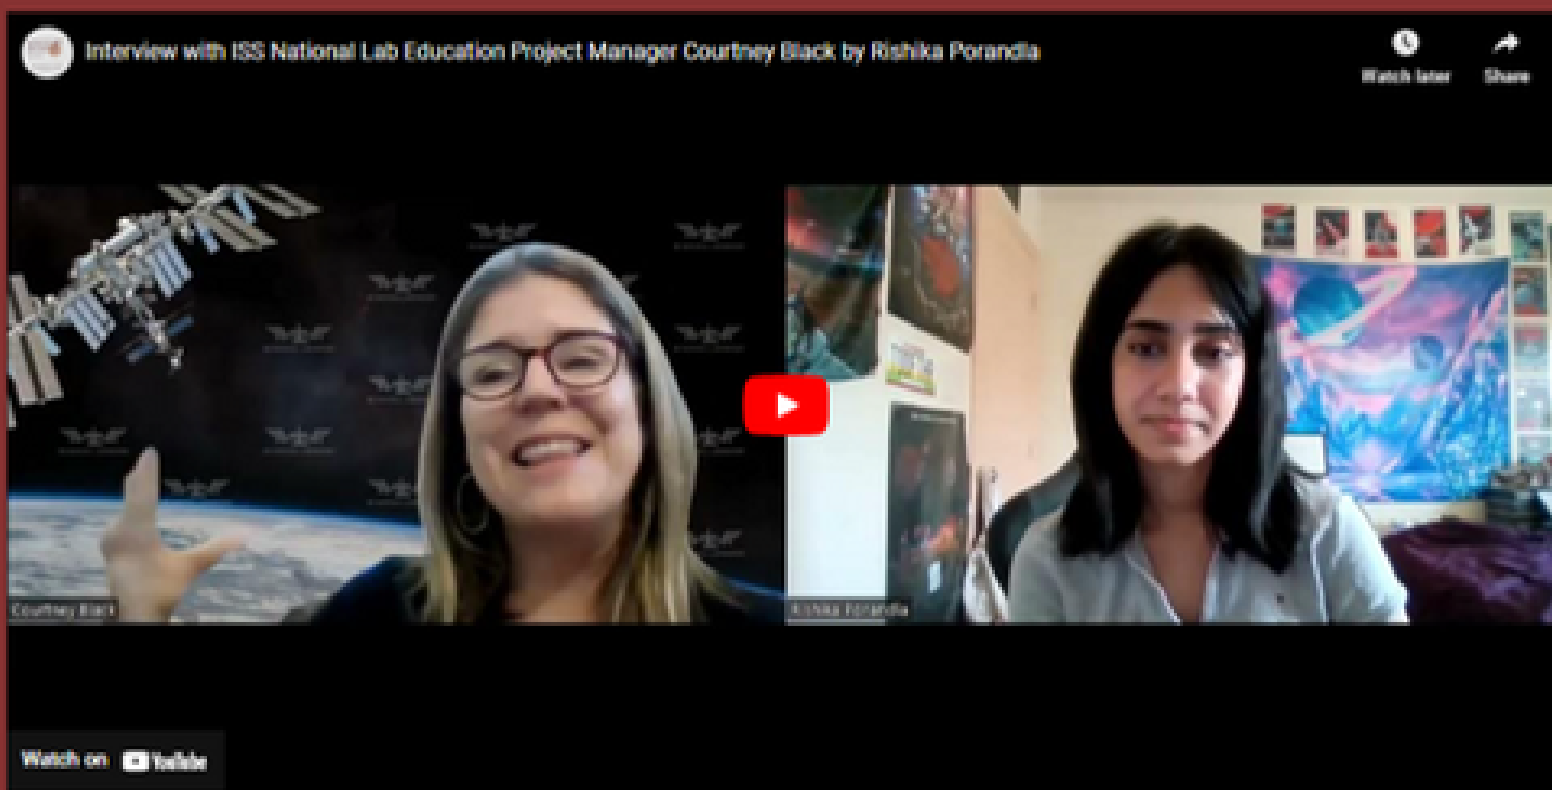 Interview with ISS National Lab Education Project Manager Courtney Black by Rishika Porandla
Watch later
Share
Courtney Black
Rishika Porandla
Watch on YouTube